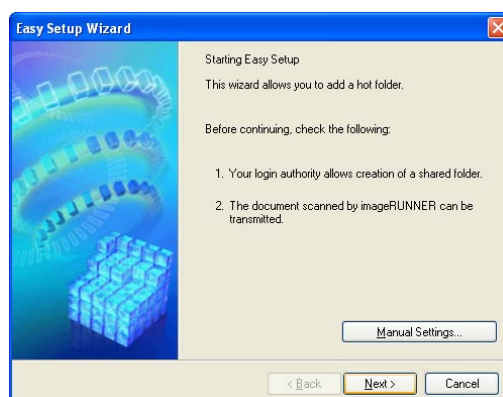 Easy Setup Wizard
Starting Easy Setup
This wizard allows you to add a hot folder.
Before continuing, check the following:
1. Your login authority allows creation of a shared folder.
2. The document scanned by imageRUNNER can be
transmitted.
Manual Settings...
< Back Next > Cancel